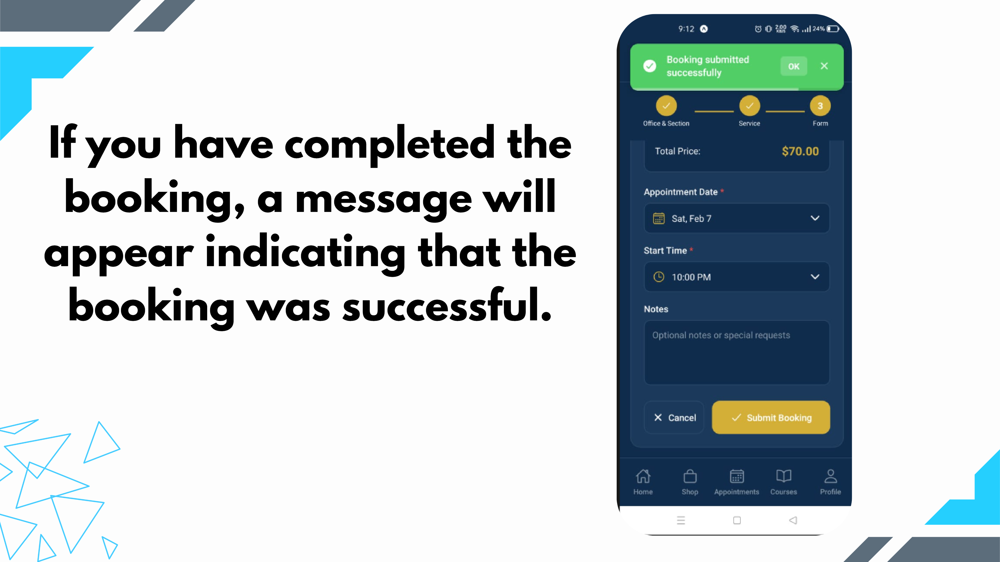 If you have completed the
booking, a message will
appear indicating that the
booking was successful.
9:12
2.00
KB/S
24%
Booking submitted
successfully
OK
3
Office & Section
Service
Form
Total Price:
$70.00
Appointment Date *
Sat, Feb 7
Start Time *
10:00 PM
Notes
Optional notes or special requests
Cancel
Submit Booking
Home
Shop
Appointments
Courses
Profile